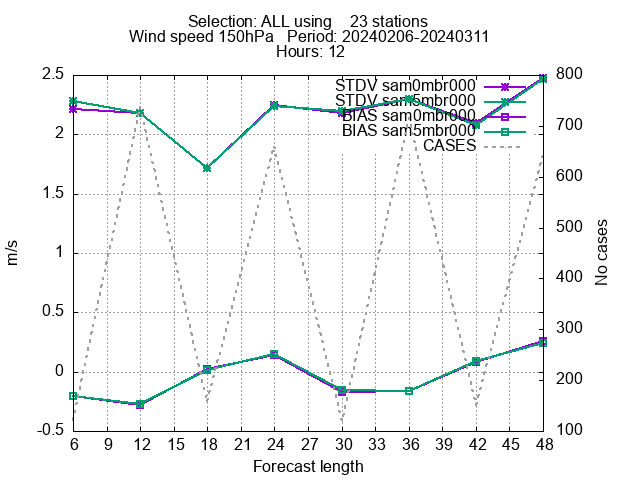 Selection: ALL using 23 stations
Wind speed 150hPa Period: 20240206-20240311
Hours: 12
STDV sam0mbr000
STDV sam5mbr000
BIAS sam0mbr000
BIAS sam5mbr000
CASES
2.5
2
1.5
1
0.5
0
-0.5
m/s
800
700
600
500
400
300
200
100
No cases
6 9 12 15 18 21 24 27 30 33 36 39 42 45 48
Forecast length